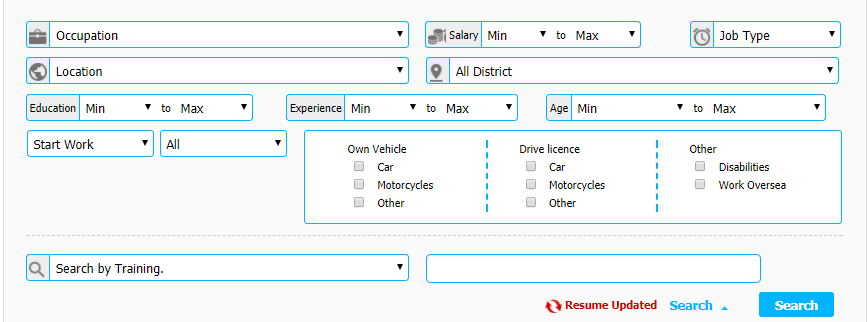 Occupation Salary Min to Max Job Type
Location All District
Education Min to Max Experience Min to Max Age Min to Max
Start Work All
Own Vehicle Drive licence Other
Car Car Disabilities
Motorcycles Motorcycles Work Oversea
Other Other
Search by Training.
Resume Updated Search Search